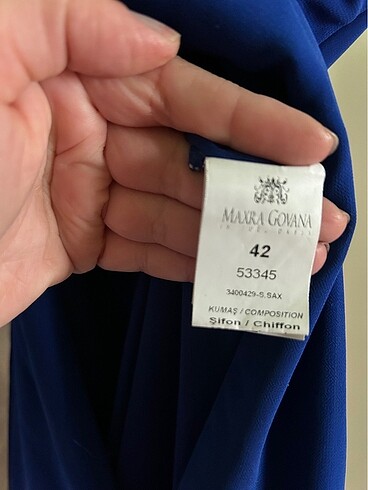 MAXRA GOVANA
42
53345
3400429-S.SAX
KUMAŞ / COMPOSITION
Şifon / Chiffon